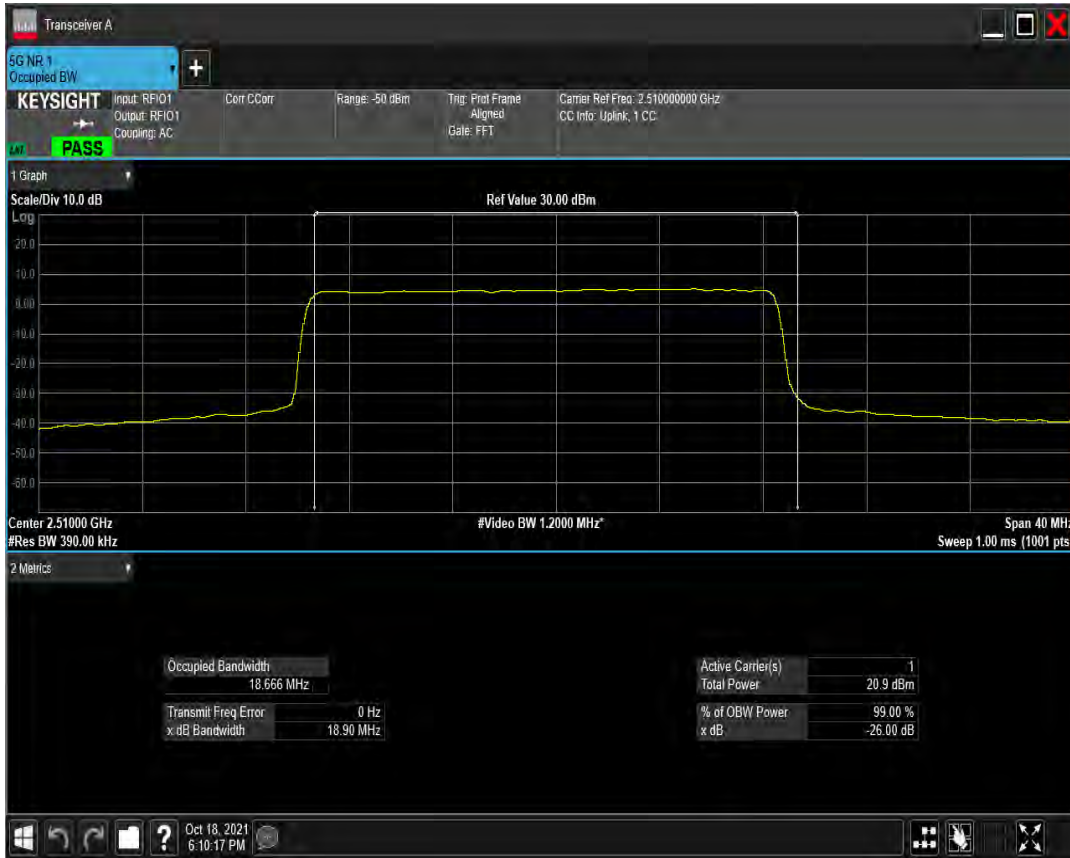 Transceiver A
5G NR 1
Occupied BW
+
KEYSIGHT
Input: RFIO1
Output: RFIO1
Coupling: AC
PASS
Corr CCorr
Range: -50 dBm
Trig: Prot Frame
Aligned
Gate: FFT
Carrier Ref Freq: 2.510000000 GHz
CC Info: Uplink, 1 CC
1 Graph
Scale/Div 10.0 dB
Ref Value 30.00 dBm
Log
20.0
10.0
0.00
-10.0
-20.0
-30.0
-40.0
-50.0
-60.0
Center 2.51000 GHz
#Video BW 1.2000 MHz*
Span 40 MHz
#Res BW 390.00 kHz
Sweep 1.00 ms (1001 pts
2 Metrics
Occupied Bandwidth
18.666 MHz
Transmit Freq Error 0 Hz
x dB Bandwidth 18.90 MHz
Active Carrier(s) 1
Total Power 20.9 dBm
% of OBW Power 99.00 %
x dB -26.00 dB
?
Oct 18, 2021
6:10:17 PM